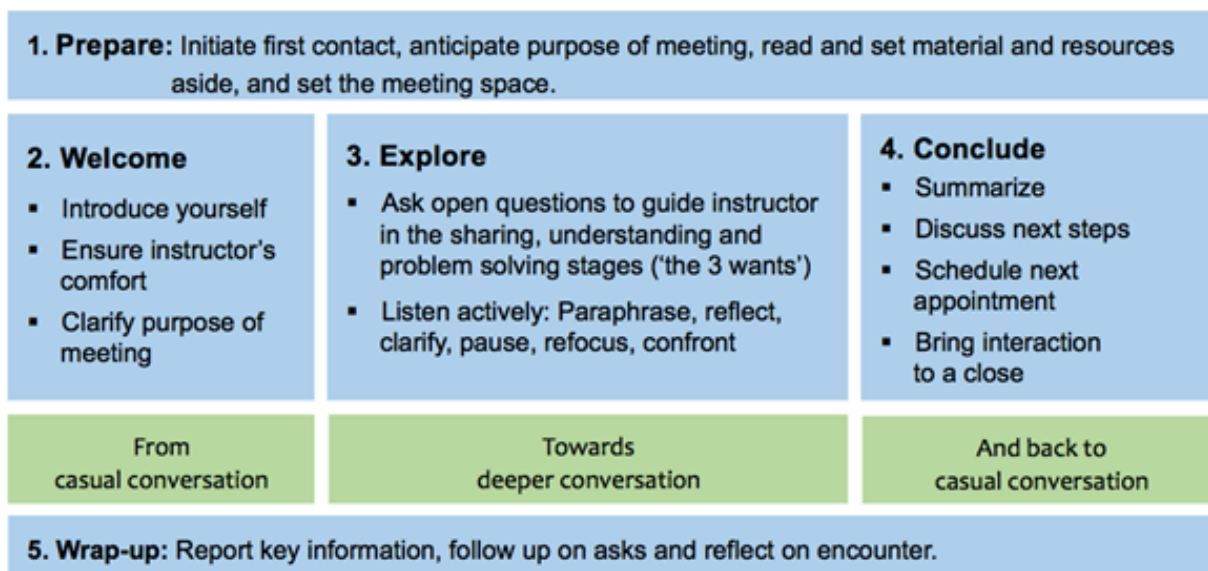 1. Prepare: Initiate first contact, anticipate purpose of meeting, read and set material and resources
aside, and set the meeting space.
2. Welcome
▪ Introduce yourself
▪ Ensure instructor's
comfort
▪ Clarify purpose of
meeting
3. Explore
▪ Ask open questions to guide instructor
in the sharing, understanding and
problem solving stages ('the 3 wants')
▪ Listen actively: Paraphrase, reflect,
clarify, pause, refocus, confront
4. Conclude
▪ Summarize
▪ Discuss next steps
▪ Schedule next
appointment
▪ Bring interaction
to a close
From
casual conversation
Towards
deeper conversation
And back to
casual conversation
5. Wrap-up: Report key information, follow up on asks and reflect on encounter.